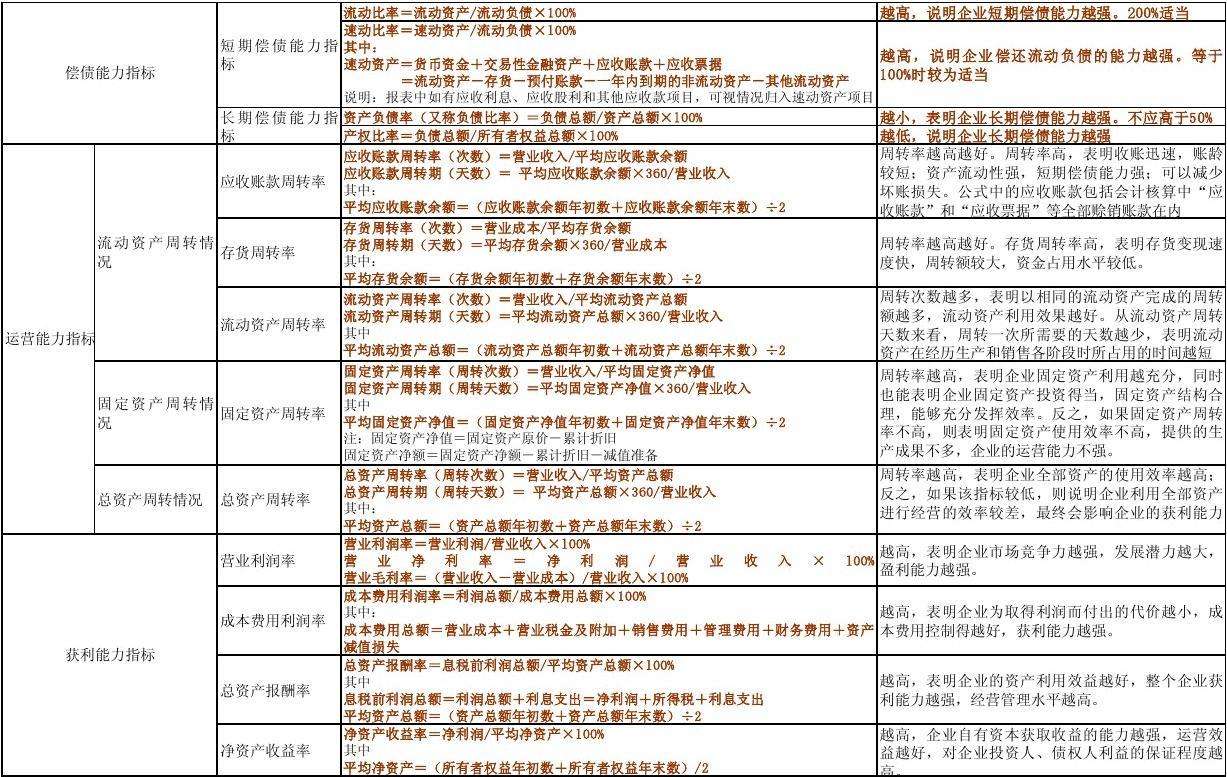 偿债能力指标
短期偿债能力指
标
流动比率＝流动资产/流动负债×100%
越高，说明企业短期偿债能力越强。200%适当
速动比率＝速动资产/流动负债×100%
其中：
速动资产＝货币资金＋交易性金融资产＋应收账款＋应收票据
＝流动资产－存货－预付账款－一年内到期的非流动资产－其他流动资产
说明：报表中如有应收利息、应收股利和其他应收款项目，可视情况归入速动资产项目
越高，说明企业偿还流动负债的能力越强。等于
100%时较为适当
长期偿债能力指
标
资产负债率（又称负债比率）＝负债总额/资产总额×100%
越小，表明企业长期偿债能力越强。不应高于50%
产权比率＝负债总额/所有者权益总额×100%
越低，说明企业长期偿债能力越强
运营能力指标
流动资产周转情
况
应收账款周转率
应收账款周转率（次数）＝营业收入/平均应收账款余额
应收账款周转期（天数）＝ 平均应收账款余额×360/营业收入
其中：
平均应收账款余额＝（应收账款余额年初数＋应收账款余额年末数）÷2
周转率越高越好。周转率高，表明收账迅速，账龄
较短；资产流动性强，短期偿债能力强；可以减少
坏账损失。公式中的应收账款包括会计核算中“应
收账款”和“应收票据”等全部赊销账款在内
存货周转率
存货周转率（次数）＝营业成本/平均存货余额
存货周转期（天数）＝平均存货余额×360/营业成本
其中：
平均存货余额＝（存货余额年初数＋存货余额年末数）÷2
周转率越高越好。存货周转率高，表明存货变现速
度快，周转额较大，资金占用水平较低。
流动资产周转率
流动资产周转率（次数）＝营业收入/平均流动资产总额
流动资产周转期（天数）＝平均流动资产总额×360/营业收入
其中
平均流动资产总额＝（流动资产总额年初数＋流动资产总额年末数）÷2
周转次数越多，表明以相同的流动资产完成的周转
额越多，流动资产利用效果越好。从流动资产周转
天数来看，周转一次所需要的天数越少，表明流动
资产在经历生产和销售各阶段时所占用的时间越短
固定资产周转情
况
固定资产周转率
固定资产周转率（周转次数）＝营业收入/平均固定资产净值
固定资产周转期（周转天数）＝平均固定资产净值×360/营业收入
其中
平均固定资产净值＝（固定资产净值年初数＋固定资产净值年末数）÷2
注：固定资产净值＝固定资产原价－累计折旧
固定资产净额＝固定资产净额－累计折旧－减值准备
周转率越高，表明企业固定资产利用越充分，同时
也能表明企业固定资产投资得当，固定资产结构合
理，能够充分发挥效率。反之，如果固定资产周转
率不高，则表明固定资产使用效率不高，提供的生
产成果不多，企业的运营能力不强。
总资产周转情况
总资产周转率
总资产周转率（周转次数）＝营业收入/平均资产总额
总资产周转期（周转天数）＝ 平均资产总额×360/营业收入
其中：
平均资产总额＝（资产总额年初数＋资产总额年末数）÷2
周转率越高，表明企业全部资产的使用效率越高；
反之，如果该指标较低，则说明企业利用全部资产
进行经营的效率较差，最终会影响企业的获利能力
获利能力指标
营业利润率
营业利润率＝营业利润/营业收入×100%
营 业 净 利 率 ＝ 净 利 润 / 营 业 收 入 × 100%
营业毛利率＝（营业收入－营业成本）/营业收入×100%
越高，表明企业市场竞争力越强，发展潜力越大，
盈利能力越强。
成本费用利润率
成本费用利润率＝利润总额/成本费用总额×100%
其中：
成本费用总额＝营业成本＋营业税金及附加＋销售费用＋管理费用＋财务费用＋资产
减值损失
越高，表明企业为取得利润而付出的代价越小，成
本费用控制得越好，获利能力越强。
总资产报酬率
总资产报酬率＝息税前利润总额/平均资产总额×100%
其中
息税前利润总额＝利润总额＋利息支出＝净利润＋所得税＋利息支出
平均资产总额＝（资产总额年初数＋资产总额年末数）÷2
越高，表明企业的资产利用效益越好，整个企业获
利能力越强，经营管理水平越高。
净资产收益率
净资产收益率＝净利润/平均净资产×100%
其中
平均净资产＝（所有者权益年初数＋所有者权益年末数）/2
越高，企业自有资本获取收益的能力越强，运营效
益越好，对企业投资人、债权人利益的保证程度越
高。